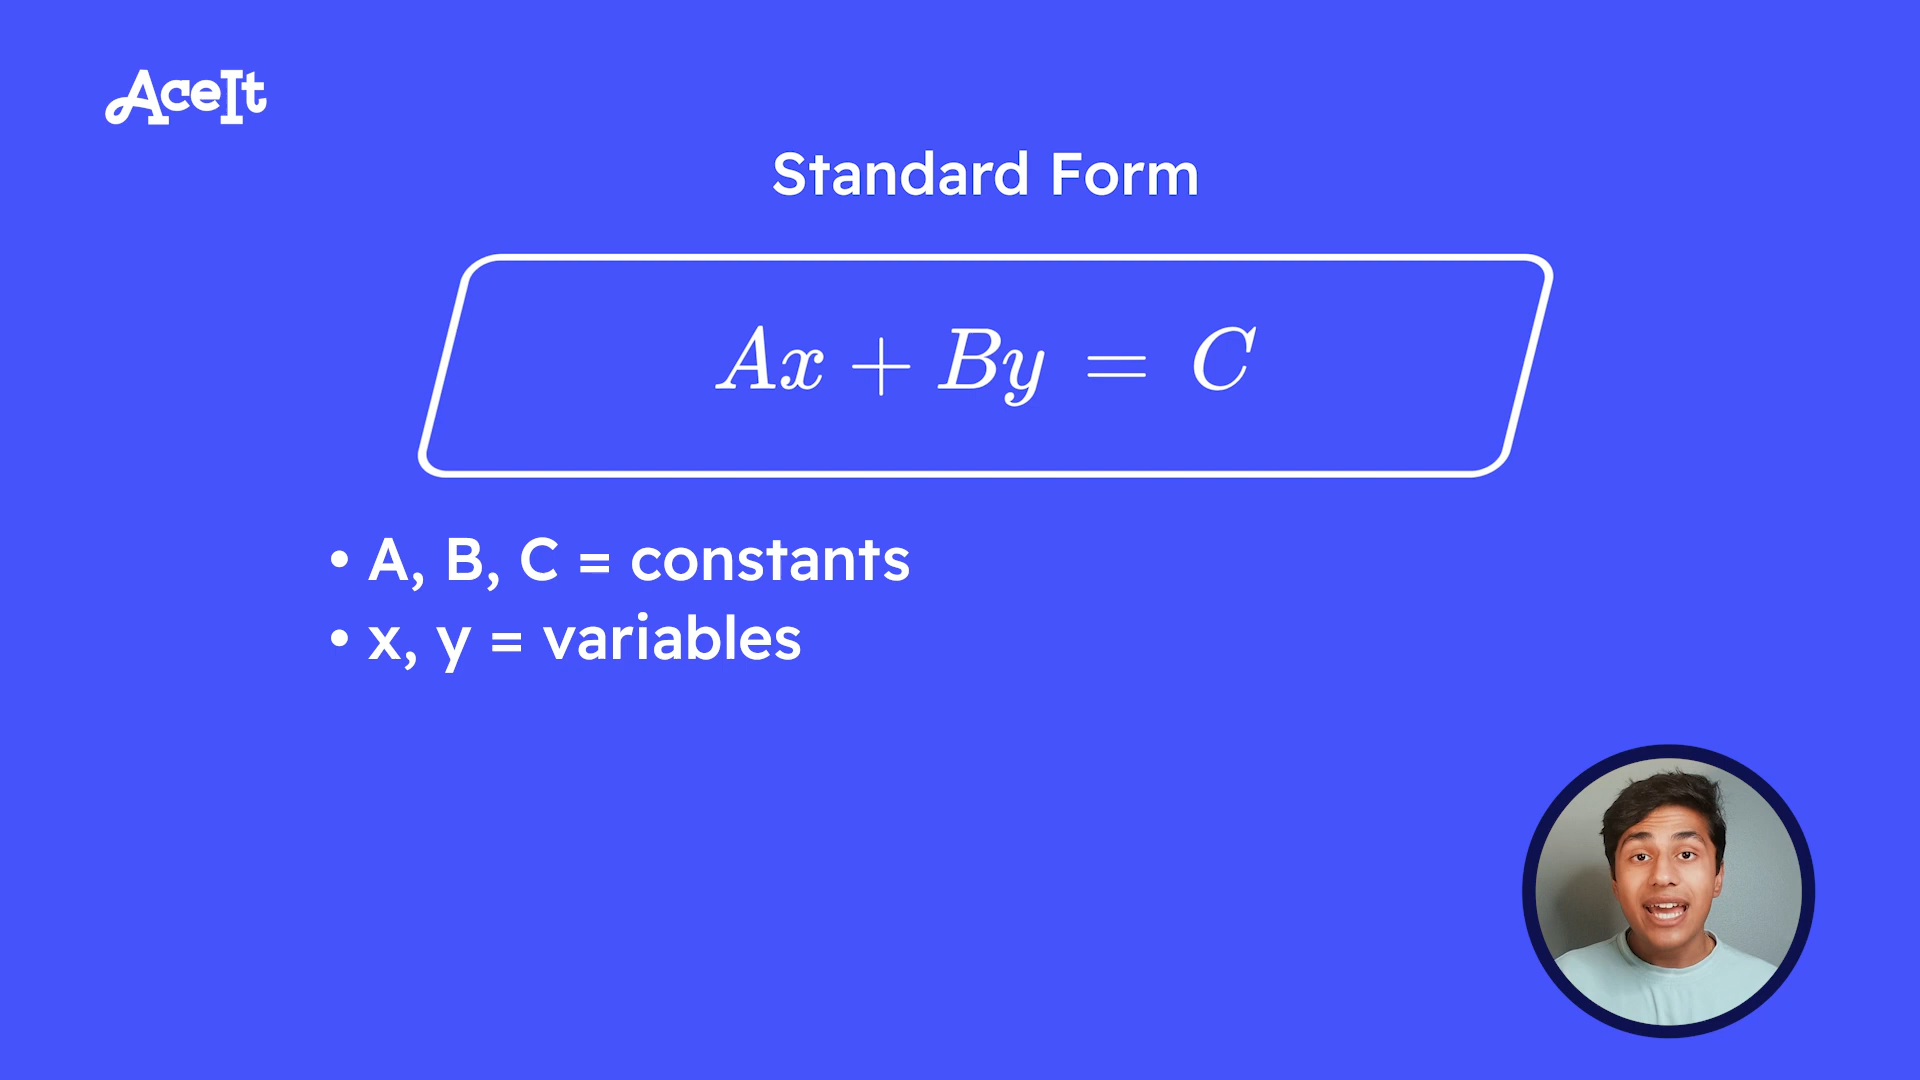 AceIt
Standard Form
Ax + By = C
• A, B, C = constants
• x, y = variables